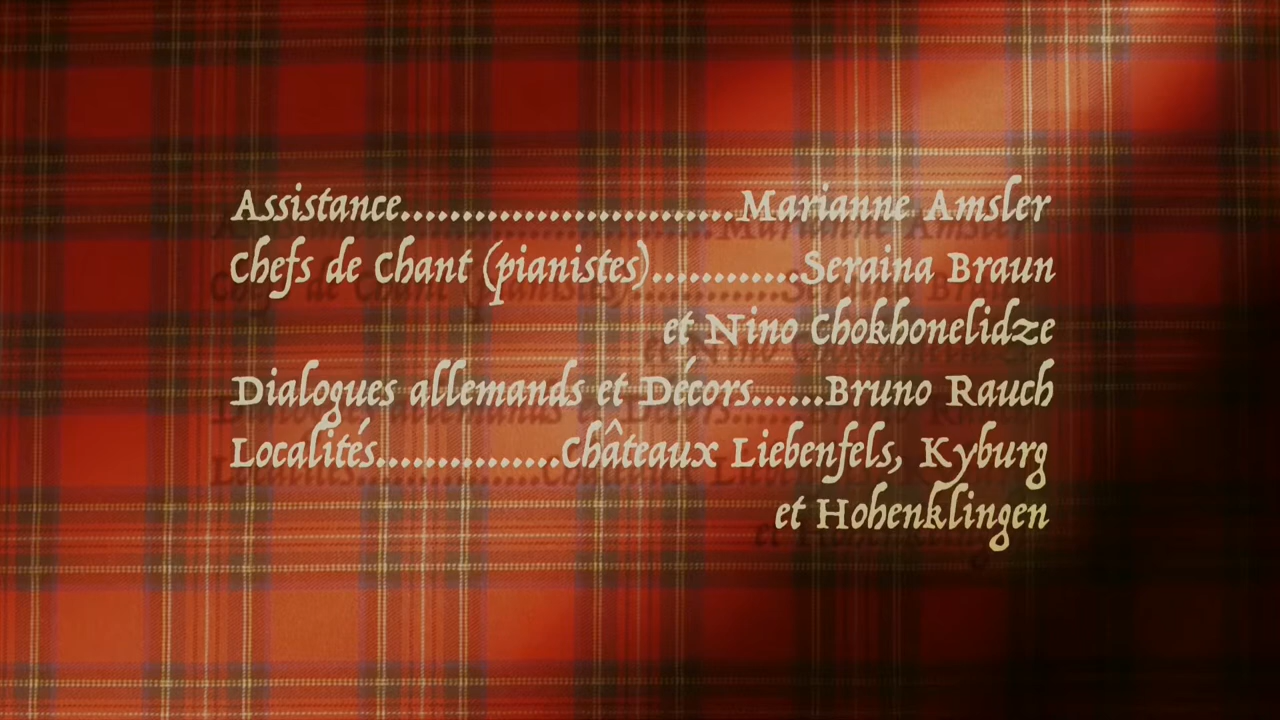 Assistance..............................Marianne Amsler
Chefs de Chant (pianistes).............Seraina Braun
et Nino Chokhonelidze
Dialogues allemands et Décors......Bruno Rauch
Localités................Châteaux Liebenfels, Kyburg
et Hohenklingen